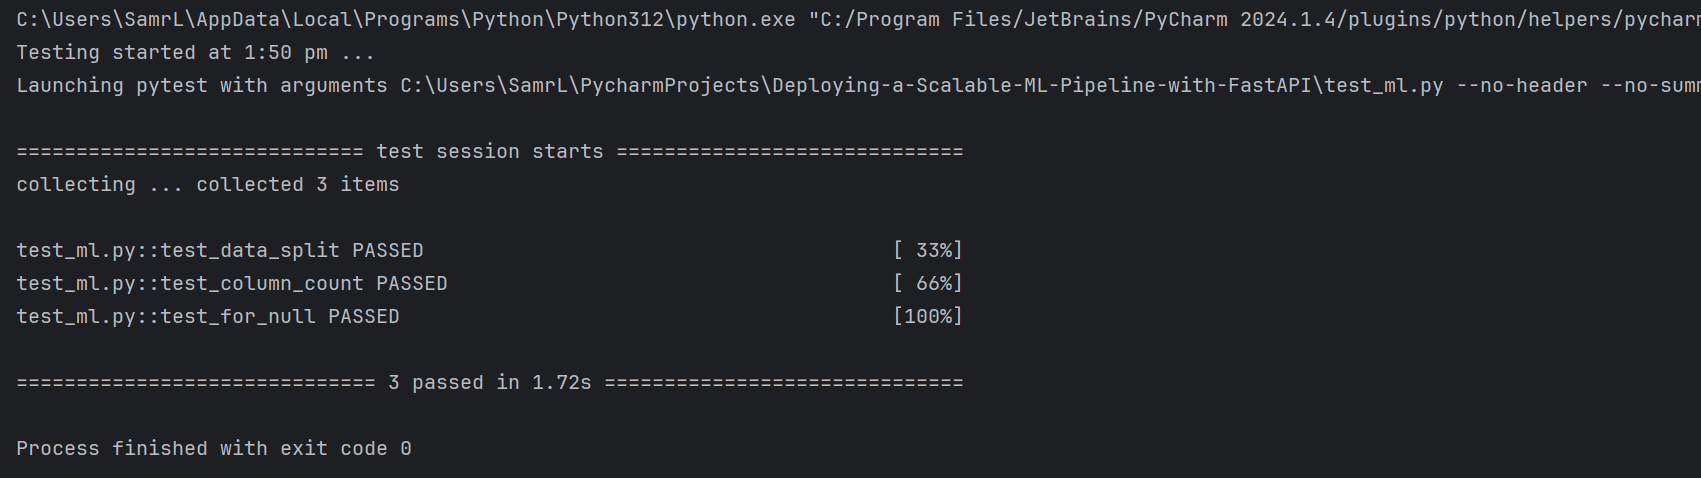 C:\Users\SamrL\AppData\Local\Programs\Python\Python312\python.exe "C:/Program Files/JetBrains/PyCharm 2024.1.4/plugins/python/helpers/pycharm
Testing started at 1:50 pm ...
Launching pytest with arguments C:\Users\SamrL\PycharmProjects\Deploying-a-Scalable-ML-Pipeline-with-FastAPI\test_ml.py --no-header --no-summ
============================= test session starts =============================
collecting ... collected 3 items
test_ml.py::test_data_split PASSED                                       [ 33%]
test_ml.py::test_column_count PASSED                                     [ 66%]
test_ml.py::test_for_null PASSED                                         [100%]
============================== 3 passed in 1.72s ==============================
Process finished with exit code 0